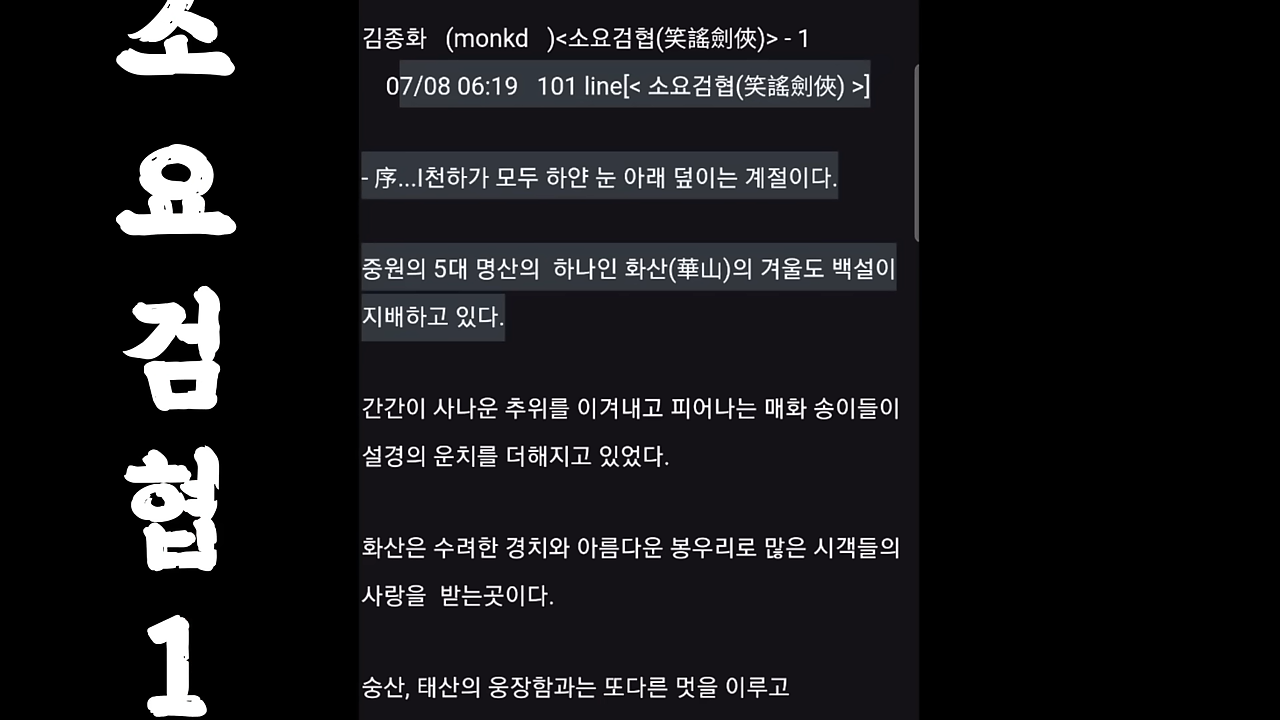 소
요
검
협
1
김종화 (monkd )<소요검협(笑謠劍俠)> - 1
07/08 06:19 101 line[< 소요검협(笑謠劍俠) >]
- 序...I천하가 모두 하얀 눈 아래 덮이는 계절이다.
중원의 5대 명산의 하나인 화산(華山)의 겨울도 백설이
지배하고 있다.
간간이 사나운 추위를 이겨내고 피어나는 매화 송이들이
설경의 운치를 더해지고 있었다.
화산은 수려한 경치와 아름다운 봉우리로 많은 시객들의
사랑을 받는곳이다.
숭산, 태산의 웅장함과는 또다른 멋을 이루고